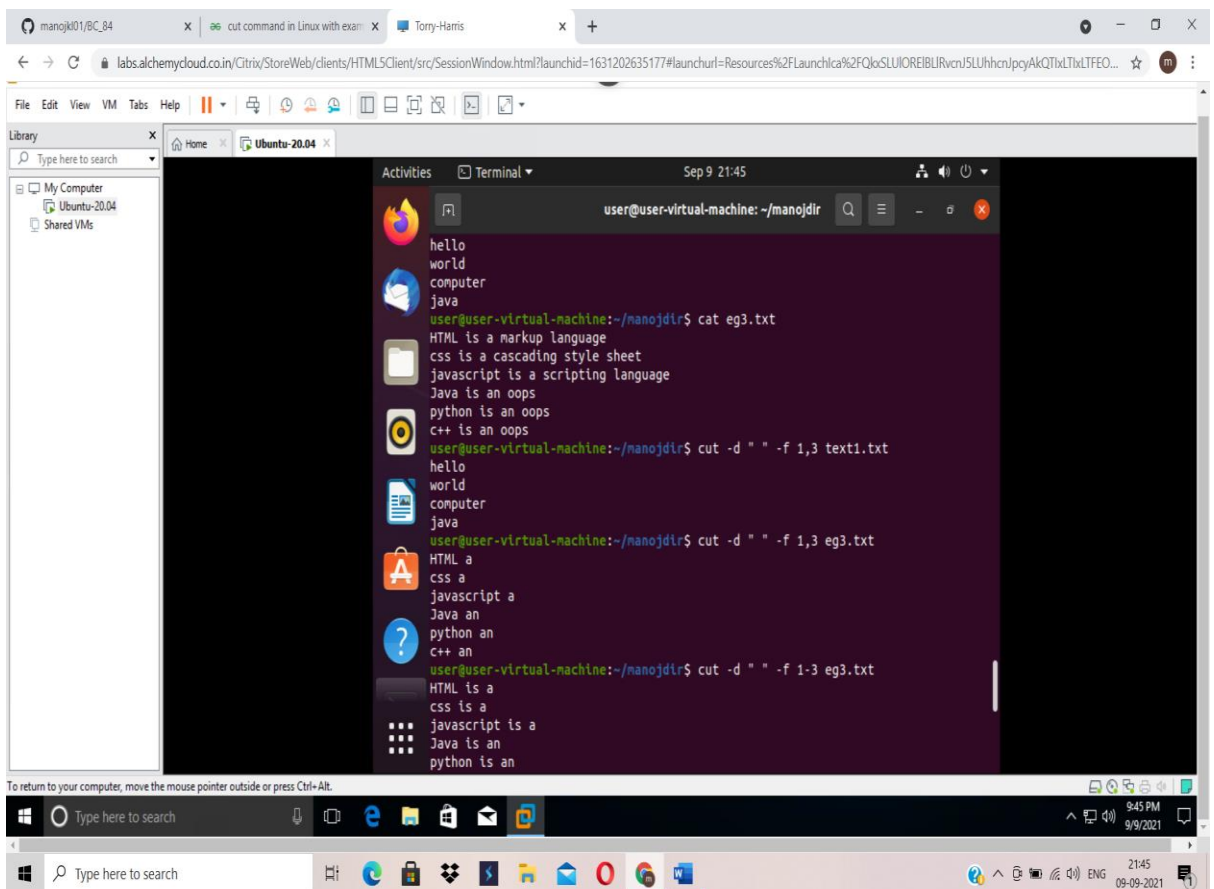 manojkl01/BC_84
cut command in Linux with exam
Torry-Harris
labs.alchemycloud.co.in/Citrix/StoreWeb/clients/HTML5Client/src/SessionWindow.html?launchid=1631202635177#launchurl=Resources%2FLaunchIca%2F
m
File Edit View VM Tabs Help
Library
Home
Ubuntu-20.04
Type here to search
My Computer
Ubuntu-20.04
Shared VMs
Activities
Terminal
Sep 9 21:45
user@user-virtual-machine: ~/manojdir
hello
world
computer
java
user@user-virtual-machine:~/manojdir$ cat eg3.txt
HTML is a markup language
css is a cascading style sheet
javascript is a scripting language
Java is an oops
python is an oops
c++ is an oops
user@user-virtual-machine:~/manojdir$ cut -d " " -f 1,3 text1.txt
hello
world
computer
java
user@user-virtual-machine:~/manojdir$ cut -d " " -f 1,3 eg3.txt
HTML a
css a
javascript a
Java an
python an
c++ an
user@user-virtual-machine:~/manojdir$ cut -d " " -f 1-3 eg3.txt
HTML is a
css is a
javascript is a
Java is an
python is an
To return to your computer, move the mouse pointer outside or press Ctrl+Alt.
Type here to search
9:45 PM
9/9/2021
Type here to search
ENG
21:45
09-09-2021